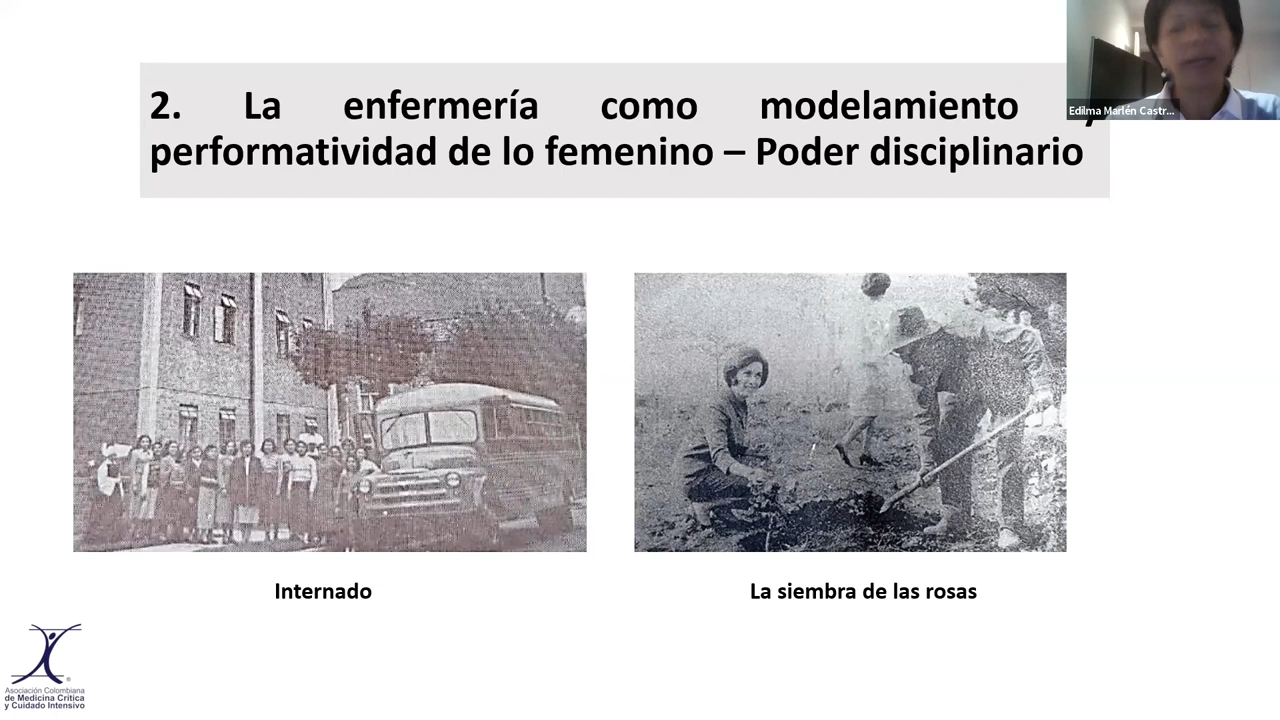 2. La enfermería como modelamiento y
performatividad de lo femenino – Poder disciplinario
Edilma Marlén Castr...
Internado
La siembra de las rosas
Asociación Colombiana
de Medicina Crítica
y Cuidado Intensivo